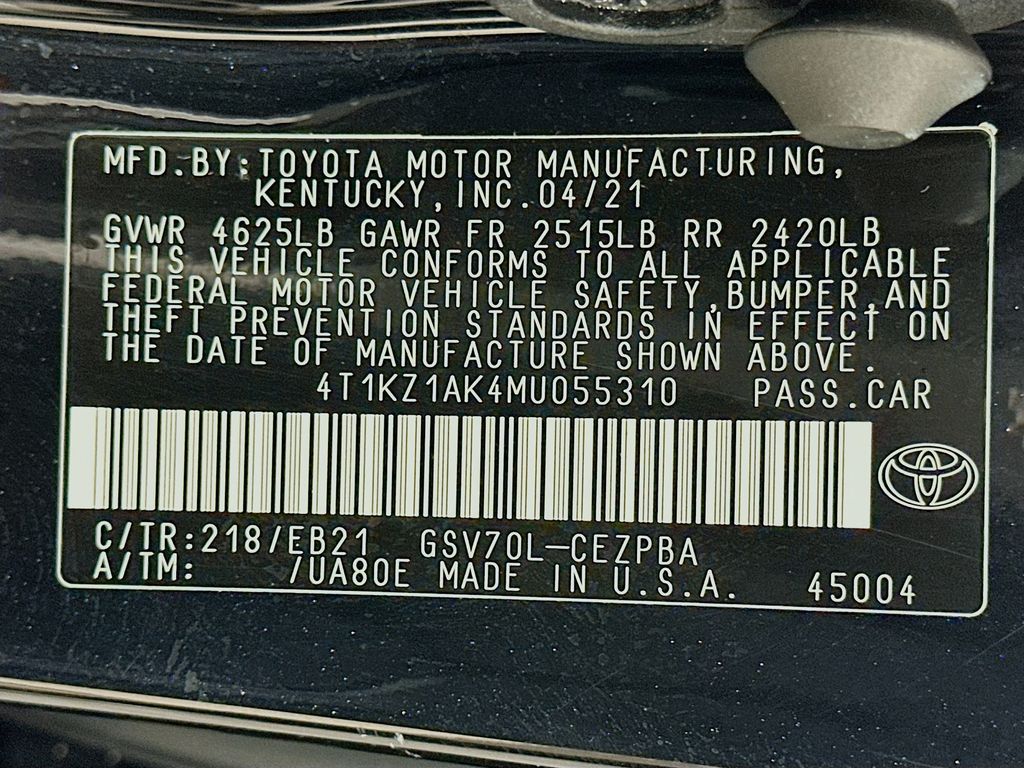 MFD.BY:TOYOTA MOTOR MANUFACTURING,
KENTUCKY,INC.04/21
GVWR 4625LB GAWR FR 2515LB RR 2420LB
THIS VEHICLE CONFORMS TO ALL APPLICABLE
FEDERAL MOTOR VEHICLE SAFETY,BUMPER,AND
THEFT PREVENTION STANDARDS IN EFFECT ON
THE DATE OF MANUFACTURE SHOWN ABOVE.
4T1KZ1AK4MU055310 PASS.CAR
C/TR:218/EB21 GSV70L-CEZPBA
A/TM: /UA80E MADE IN U.S.A. 45004